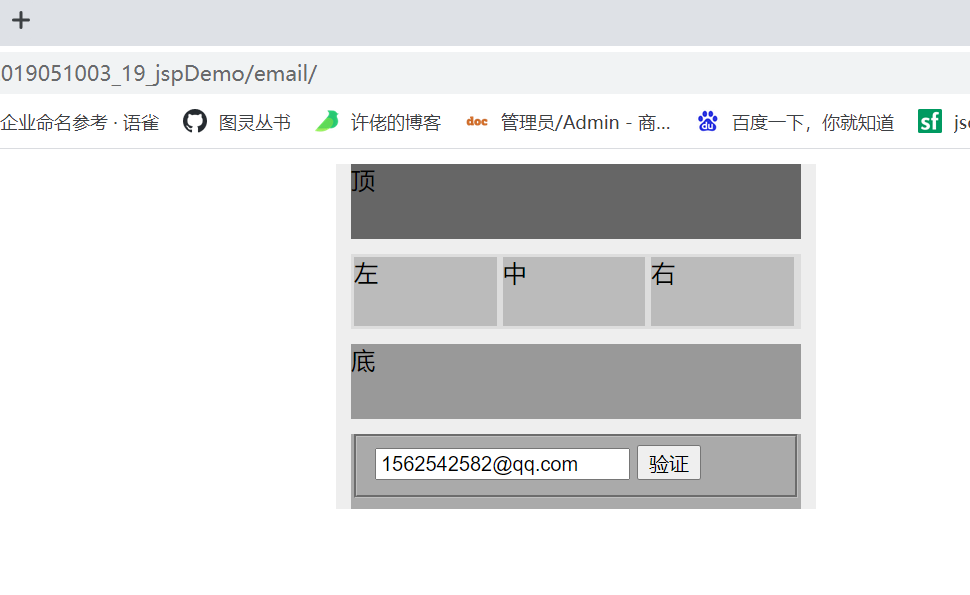 019051003_19_jspDemo/email/
企业命名参考 · 语雀 图灵丛书 许佬的博客 doc 管理员/Admin - 商... 百度一下，你就知道 sf
顶
左 中 右
底
1562542582@qq.com 验证